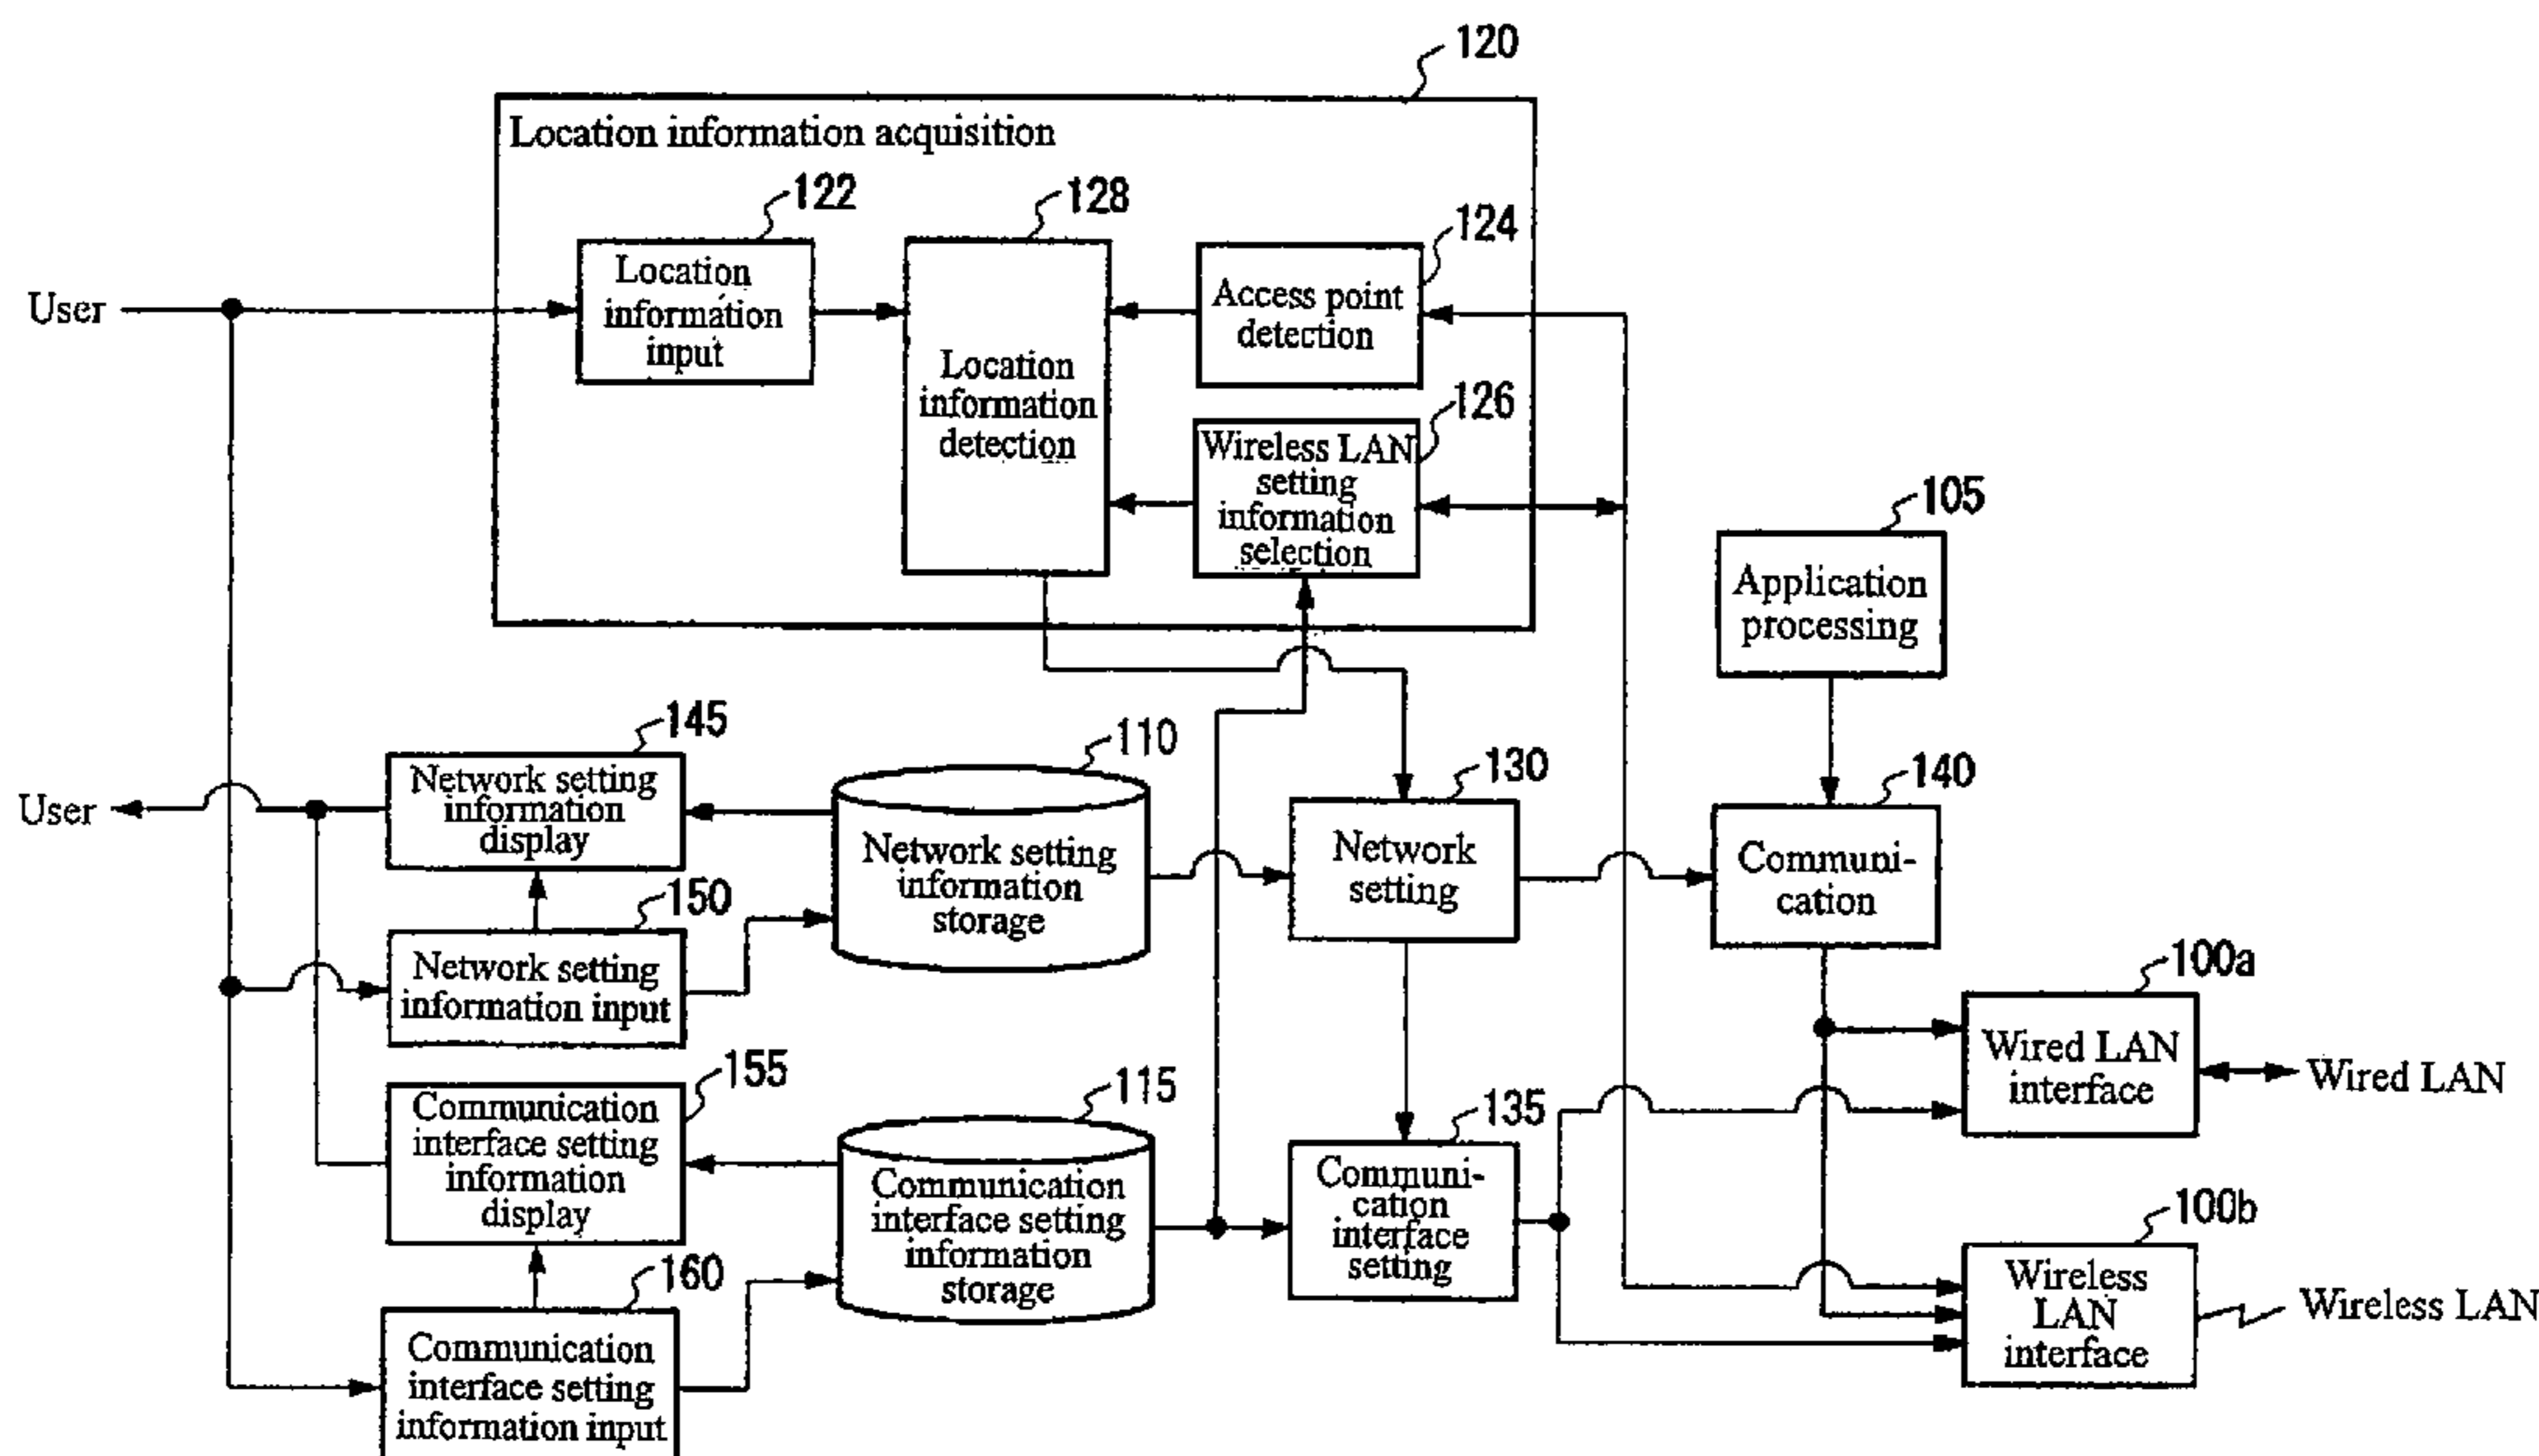 120
Location information acquisition
122
128
124
Location
information
input
User
Access point
detection
Location
information
detection
126
Wireless LAN
setting
information
selection
105
Application
processing
145
110
130
140
Network setting
information
display
User
Network setting
information
storage
Network
setting
Communi-
cation
150
Network setting
information input
100a
Wired LAN
interface
Wired LAN
155
115
135
Communication
interface setting
information
display
Communication
interface setting
information
storage
Communi-
cation
interface
setting
100b
Wireless
LAN
interface
Wireless LAN
160
Communication
interface setting
information input